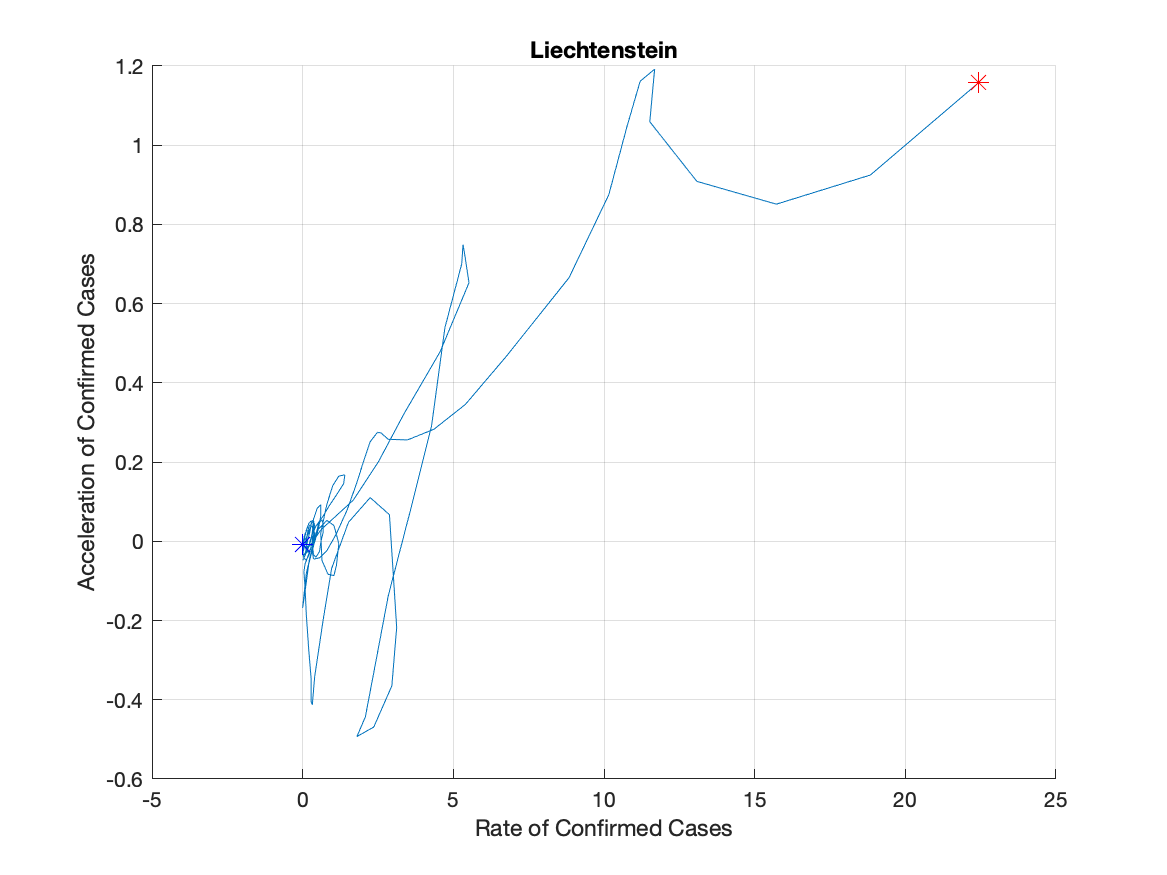 Liechtenstein
1.2
1
0.8
0.6
0.4
0.2
0
-0.2
-0.4
-0.6
Acceleration of Confirmed Cases
-5 0 5 10 15 20 25
Rate of Confirmed Cases